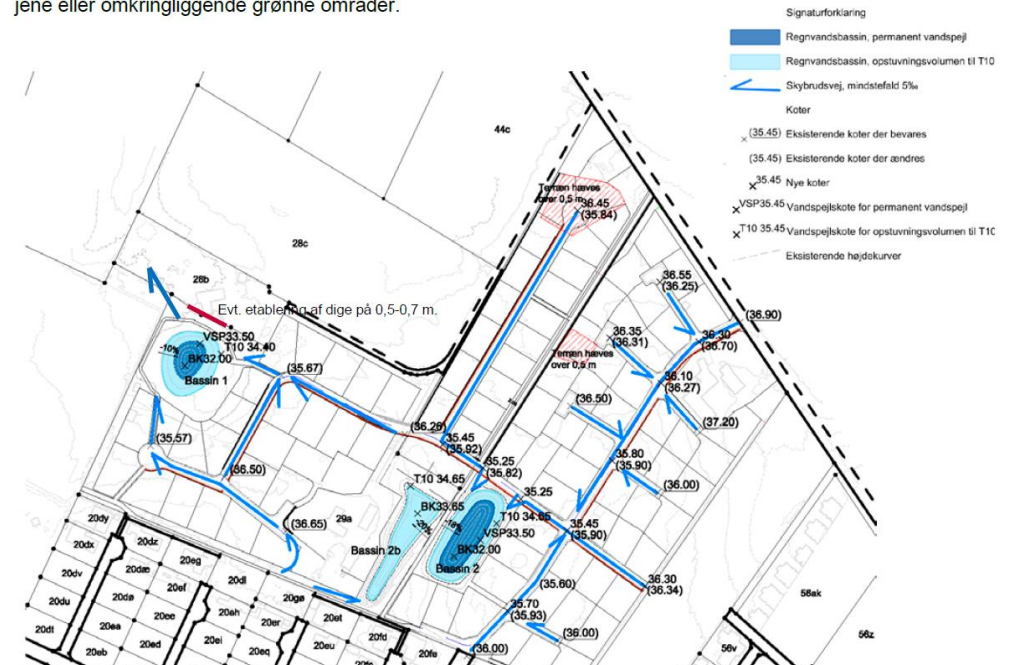 jene eller omkringliggende grønne områder.
Signaturforklaring
Regnvandsbassin, permanent vandspejl
Regnvandsbassin, opstuvningsvolumen til T10
Skybrudsvej, mindstefald 5‰
Koter
(35.45) Eksisterende koter der bevares
(35.45) Eksisterende koter der ændres
35.45 Nye koter
VSP35.45 Vandspejlskote for permanent vandspejl
T10 35.45 Vandspejlskote for opstuvningsvolumen til T10
Eksisterende højdekurver
44c
Terræn hæves
over 0,5 m
36.45
(35.84)
28c
28b
Evt. etablering af dige på 0,5-0,7 m.
36.55
(36.25)
(36.90)
36.30
(36.70)
36.35
(36.31)
Terræn hæves
over 0,5 m
VSP33.50
T10 34.40
-10%
BK32.00
Bassin 1
(35.67)
36.10
(36.27)
(36.50)
(37.20)
(36.26)
35.45
(35.92)
(35.57)
35.80
(35.90)
(36.50)
35.25
(35.82)
(36.00)
T10 34.65
35.25
BK33.65
-20%
-18%
T10 34.65
VSP33.50
35.45
(35.90)
(36.65)
29a
Bassin 2b
BK32.00
Bassin 2
36.30
(36.34)
(35.60)
35.70
(35.93)
(36.00)
(36.00)
20dy
20dz
20dx
20eg
20dv
20dæ
20ef
20dl
20gø
20du
20dø
20eh
20et
20ea
20ee
20er
20fd
20dt
20ei
20eu
20eb
20ed
20eq
20fe
56ak
56v
56z